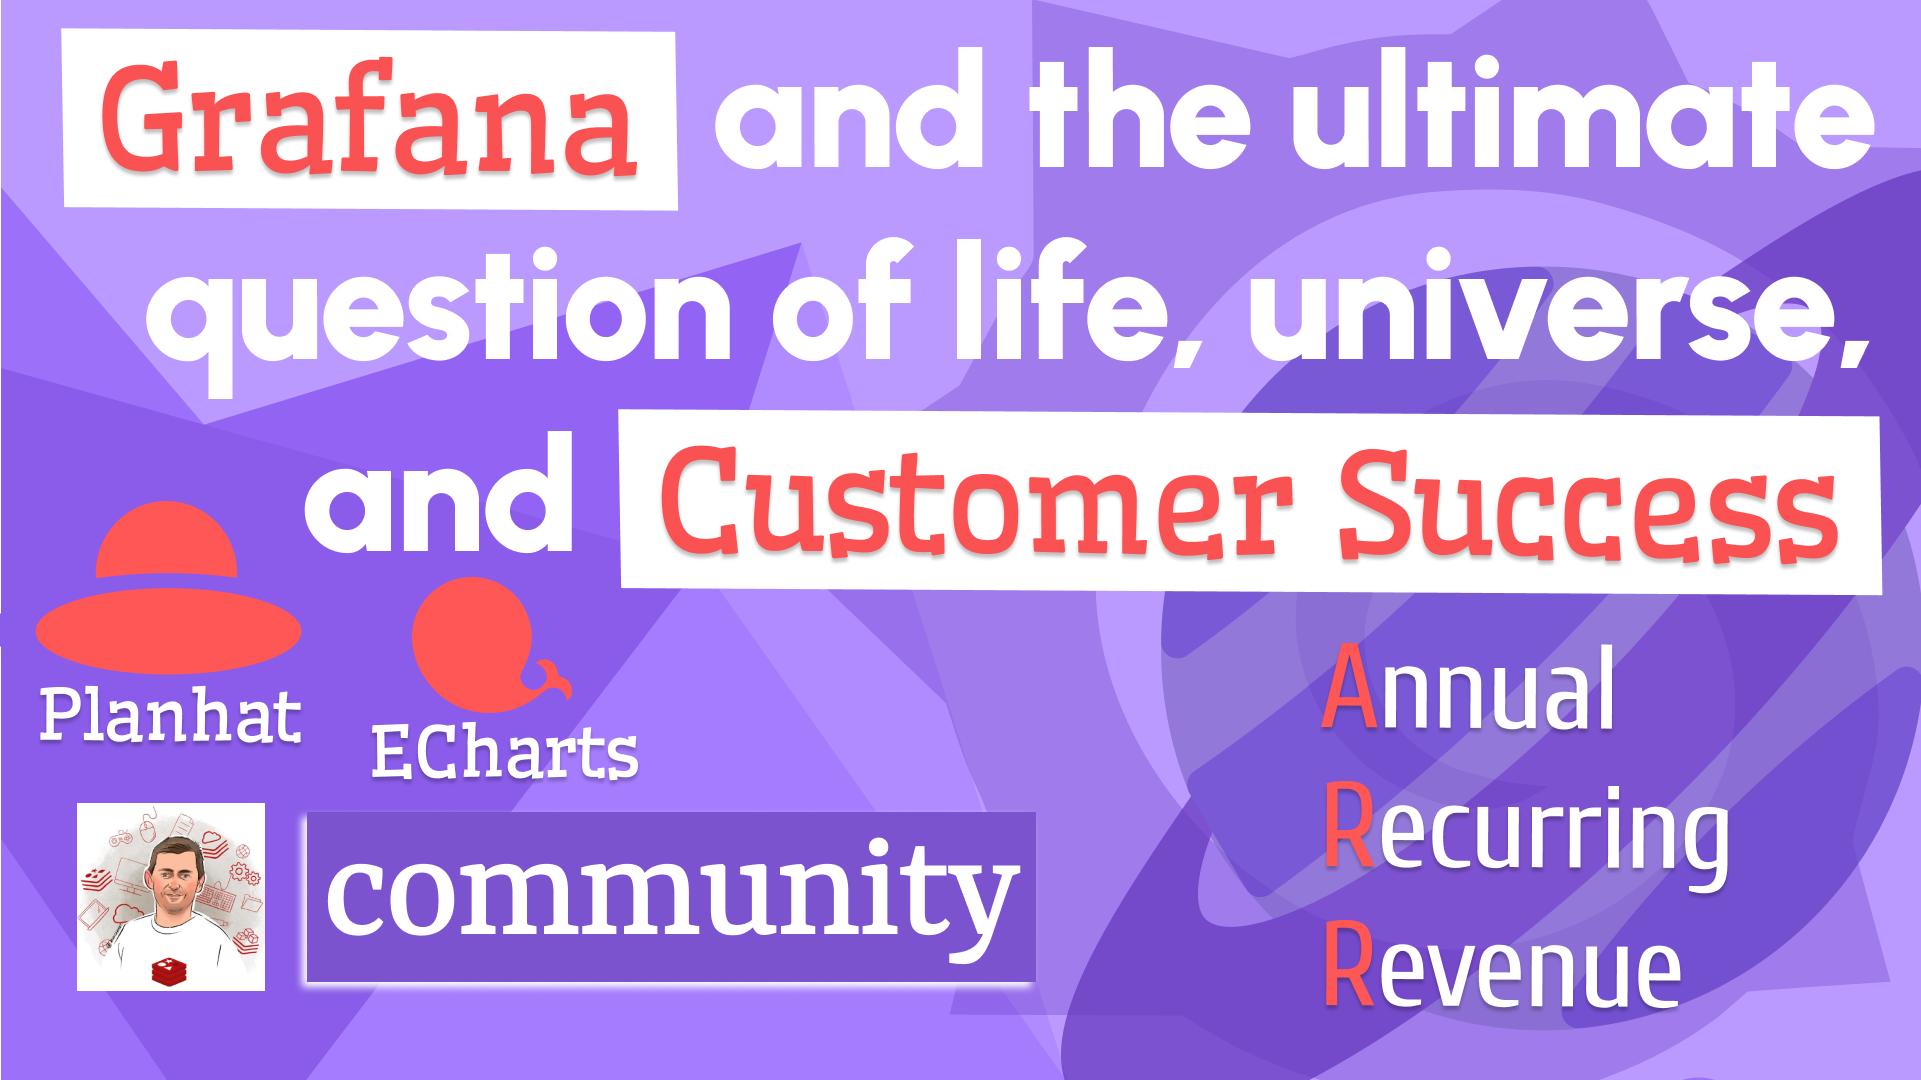 Grafana and the ultimate
question of life, universe,
and Customer Success
Planhat
ECharts
community
Annual
Recurring
Revenue